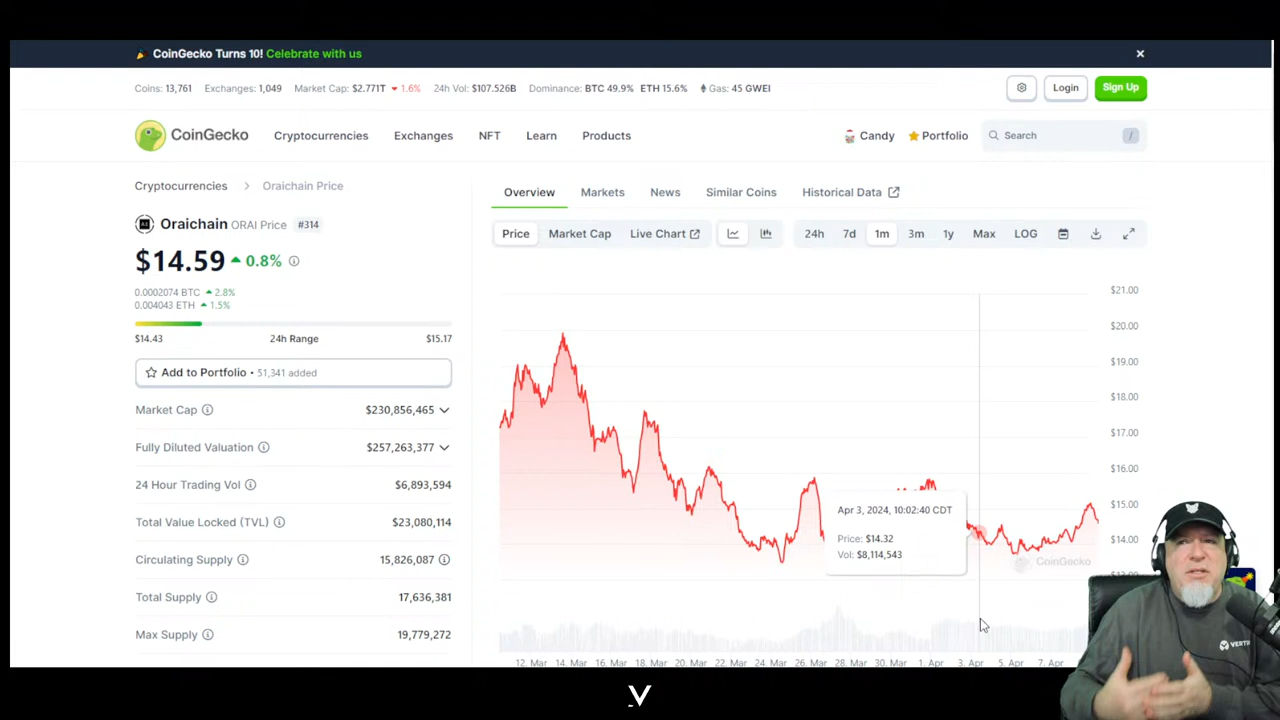 CoinGecko Turns 10! Celebrate with us
Coins: 13,761 Exchanges: 1,049 Market Cap: $2.771T 1.6% 24h Vol: $107.526B Dominance: BTC 49.9% ETH 15.6% Gas: 45 GWEI
Login
Sign Up
CoinGecko
Cryptocurrencies Exchanges NFT Learn Products
Candy
Portfolio
Search /
Cryptocurrencies > Oraichain Price
Oraichain ORAI Price #314
$14.59 0.8%
0.0002074 BTC 2.8%
0.004043 ETH 1.5%
$14.43 24h Range $15.17
Add to Portfolio • 51,341 added
Market Cap $230,856,465
Fully Diluted Valuation $257,263,377
24 Hour Trading Vol $6,893,594
Total Value Locked (TVL) $23,080,114
Circulating Supply 15,826,087
Total Supply 17,636,381
Max Supply 19,779,272
Overview Markets News Similar Coins Historical Data
Price Market Cap Live Chart
24h 7d 1m 3m 1y Max LOG
$21.00
$20.00
$19.00
$18.00
$17.00
$16.00
$15.00
$14.00
$13.00
Apr 3, 2024, 10:02:40 CDT
Price: $14.32
Vol: $8,114,543
CoinGecko
12. Mar 14. Mar 16. Mar 18. Mar 20. Mar 22. Mar 24. Mar 26. Mar 28. Mar 30. Mar 1. Apr 3. Apr 5. Apr 7. Apr
V